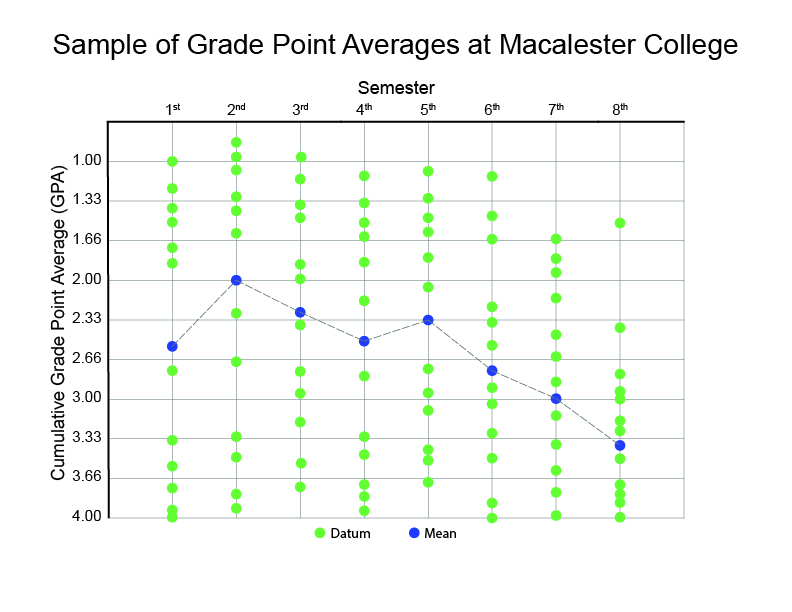 Sample of Grade Point Averages at Macalester College
Semester
1st 2nd 3rd 4th 5th 6th 7th 8th
Cumulative Grade Point Average (GPA)
1.00
1.33
1.66
2.00
2.33
2.66
3.00
3.33
3.66
4.00
Datum Mean